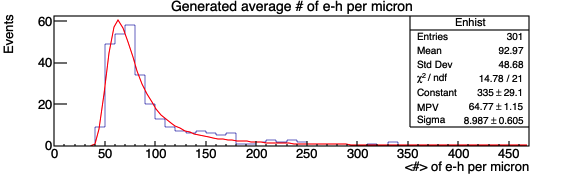 Generated average # of e-h per micron
Events
60
40
20
0
Enhist
Entries 301
Mean 92.97
Std Dev 48.68
χ² / ndf 14.78 / 21
Constant 335 ± 29.1
MPV 64.77 ± 1.15
Sigma 8.987 ± 0.605
0 50 100 150 200 250 300 350 400 450
<#> of e-h per micron